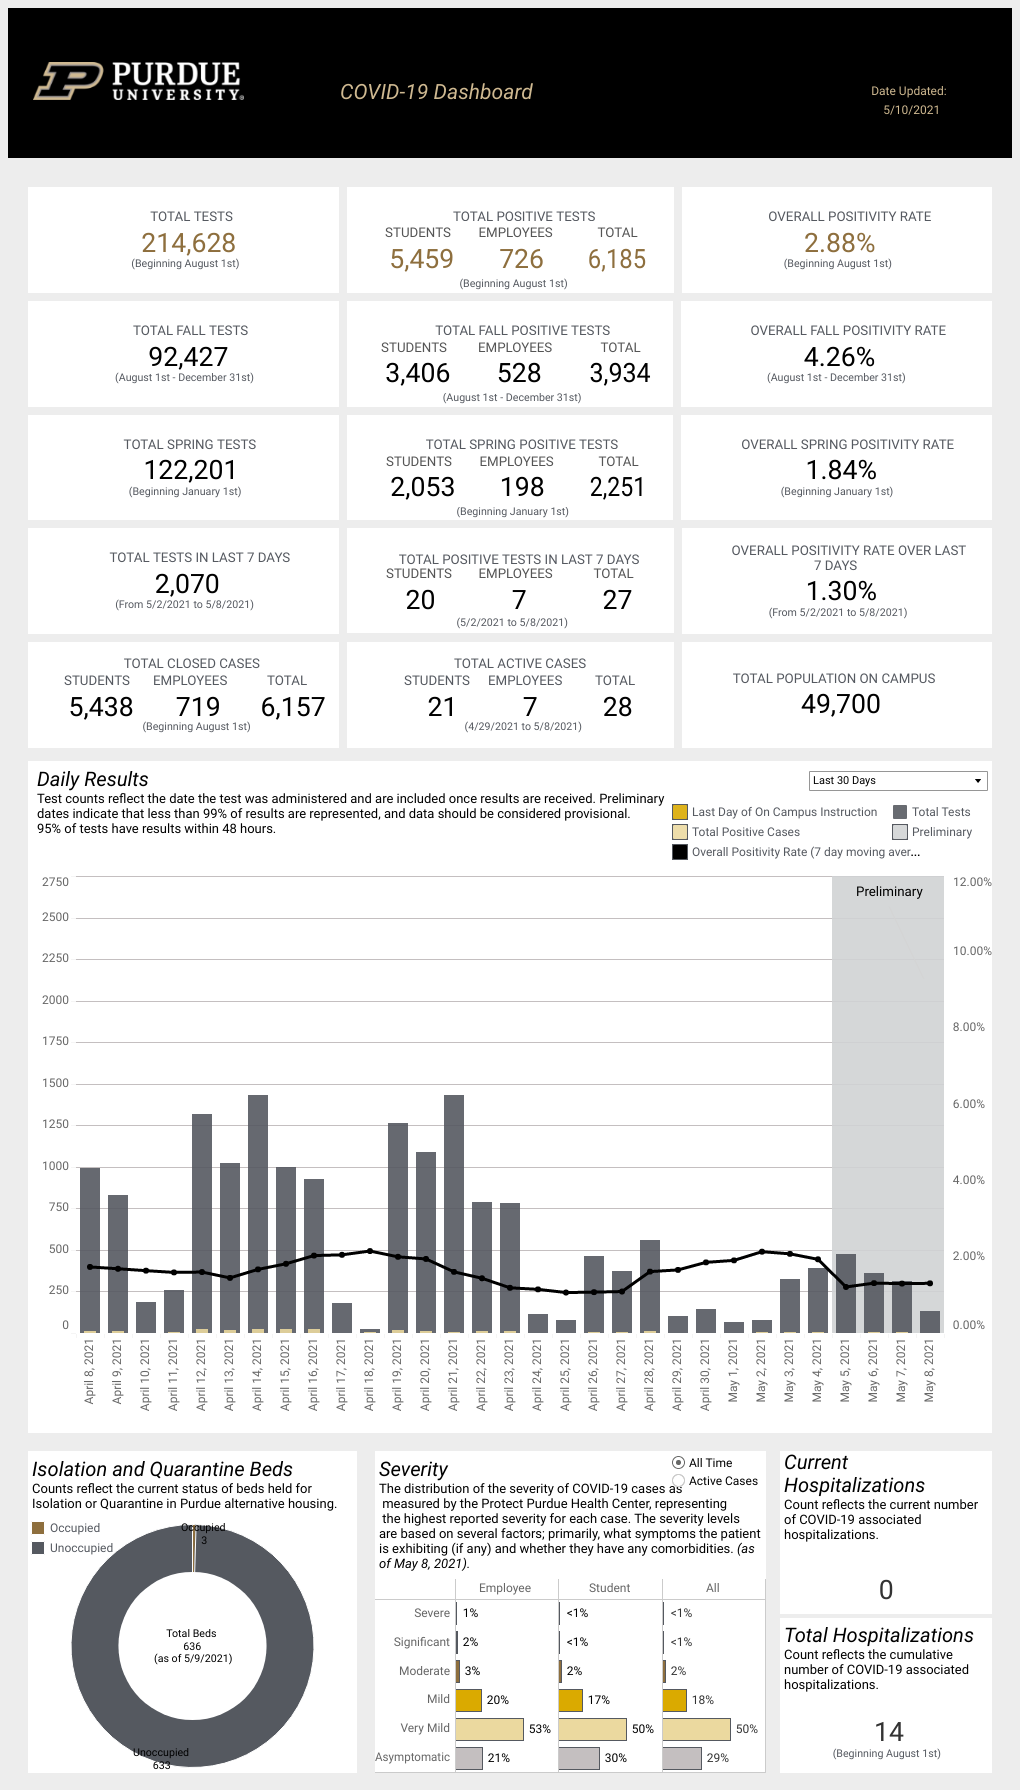 PURDUE
UNIVERSITY®
COVID-19 Dashboard
Date Updated:
5/10/2021
TOTAL TESTS
214,628
(Beginning August 1st)
TOTAL POSITIVE TESTS
STUDENTS EMPLOYEES TOTAL
5,459 726 6,185
(Beginning August 1st)
OVERALL POSITIVITY RATE
2.88%
(Beginning August 1st)
TOTAL FALL TESTS
92,427
(August 1st - December 31st)
TOTAL FALL POSITIVE TESTS
STUDENTS EMPLOYEES TOTAL
3,406 528 3,934
(August 1st - December 31st)
OVERALL FALL POSITIVITY RATE
4.26%
(August 1st - December 31st)
TOTAL SPRING TESTS
122,201
(Beginning January 1st)
TOTAL SPRING POSITIVE TESTS
STUDENTS EMPLOYEES TOTAL
2,053 198 2,251
(Beginning January 1st)
OVERALL SPRING POSITIVITY RATE
1.84%
(Beginning January 1st)
TOTAL TESTS IN LAST 7 DAYS
2,070
(From 5/2/2021 to 5/8/2021)
TOTAL POSITIVE TESTS IN LAST 7 DAYS
STUDENTS EMPLOYEES TOTAL
20 7 27
(5/2/2021 to 5/8/2021)
OVERALL POSITIVITY RATE OVER LAST
7 DAYS
1.30%
(From 5/2/2021 to 5/8/2021)
TOTAL CLOSED CASES
STUDENTS EMPLOYEES TOTAL
5,438 719 6,157
(Beginning August 1st)
TOTAL ACTIVE CASES
STUDENTS EMPLOYEES TOTAL
21 7 28
(4/29/2021 to 5/8/2021)
TOTAL POPULATION ON CAMPUS
49,700
Daily Results
Test counts reflect the date the test was administered and are included once results are received. Preliminary
dates indicate that less than 99% of results are represented, and data should be considered provisional.
95% of tests have results within 48 hours.
Last 30 Days
Last Day of On Campus Instruction Total Tests
Total Positive Cases Preliminary
Overall Positivity Rate (7 day moving aver...
Preliminary
2750
2500
2250
2000
1750
1500
1250
1000
750
500
250
0
12.00%
10.00%
8.00%
6.00%
4.00%
2.00%
0.00%
April 8, 2021
April 9, 2021
April 10, 2021
April 11, 2021
April 12, 2021
April 13, 2021
April 14, 2021
April 15, 2021
April 16, 2021
April 17, 2021
April 18, 2021
April 19, 2021
April 20, 2021
April 21, 2021
April 22, 2021
April 23, 2021
April 24, 2021
April 25, 2021
April 26, 2021
April 27, 2021
April 28, 2021
April 29, 2021
April 30, 2021
May 1, 2021
May 2, 2021
May 3, 2021
May 4, 2021
May 5, 2021
May 6, 2021
May 7, 2021
May 8, 2021
Isolation and Quarantine Beds
Counts reflect the current status of beds held for
Isolation or Quarantine in Purdue alternative housing.
Occupied
Unoccupied
Occupied
3
Total Beds
636
(as of 5/9/2021)
Unoccupied
633
Severity
All Time
Active Cases
The distribution of the severity of COVID-19 cases as
measured by the Protect Purdue Health Center, representing
the highest reported severity for each case. The severity levels
are based on several factors; primarily, what symptoms the patient
is exhibiting (if any) and whether they have any comorbidities. (as
of May 8, 2021).
Employee Student All
Severe 1% <1% <1%
Significant 2% <1% <1%
Moderate 3% 2% 2%
Mild 20% 17% 18%
Very Mild 53% 50% 50%
Asymptomatic 21% 30% 29%
Current
Hospitalizations
Count reflects the current number
of COVID-19 associated
hospitalizations.
0
Total Hospitalizations
Count reflects the cumulative
number of COVID-19 associated
hospitalizations.
14
(Beginning August 1st)